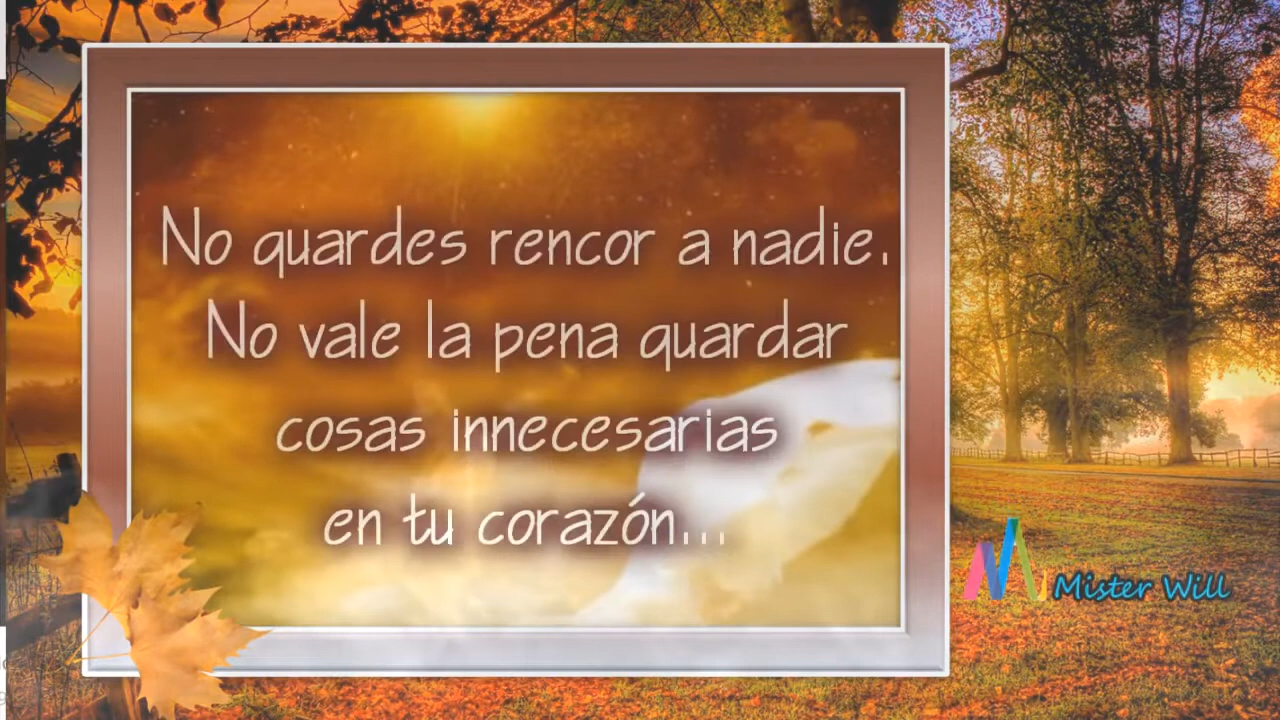 No guardes rencor a nadie.
No vale la pena guardar
cosas innecesarias
en tu corazón...
Mister Will